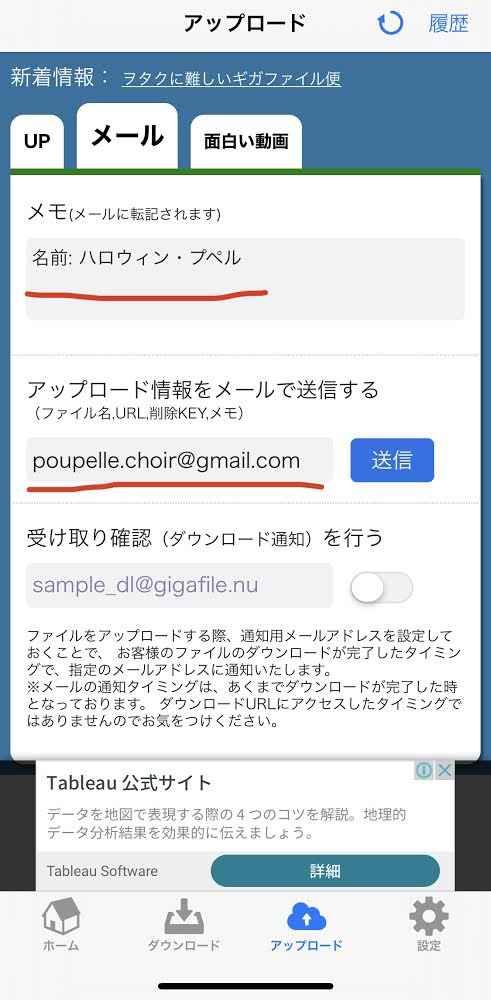 アップロード
履歴
新着情報： ヲタクに難しいギガファイル便
UP
メール
面白い動画
メモ(メールに転記されます)
名前: ハロウィン・プペル
アップロード情報をメールで送信する
（ファイル名,URL,削除KEY,メモ）
poupelle.choir@gmail.com
送信
受け取り確認（ダウンロード通知）を行う
sample_dl@gigafile.nu
ファイルをアップロードする際、通知用メールアドレスを設定して
おくことで、 お客様のファイルのダウンロードが完了したタイミン
グで、指定のメールアドレスに通知いたします。
※メールの通知タイミングは、あくまでダウンロードが完了した時
となっております。 ダウンロードURLにアクセスしたタイミングで
はありませんのでお気をつけください。
Tableau 公式サイト
データを地図で表現する際の４つのコツを解説。地理的
データ分析結果を効果的に伝えましょう。
Tableau Software
詳細
ホーム
ダウンロード
アップロード
設定